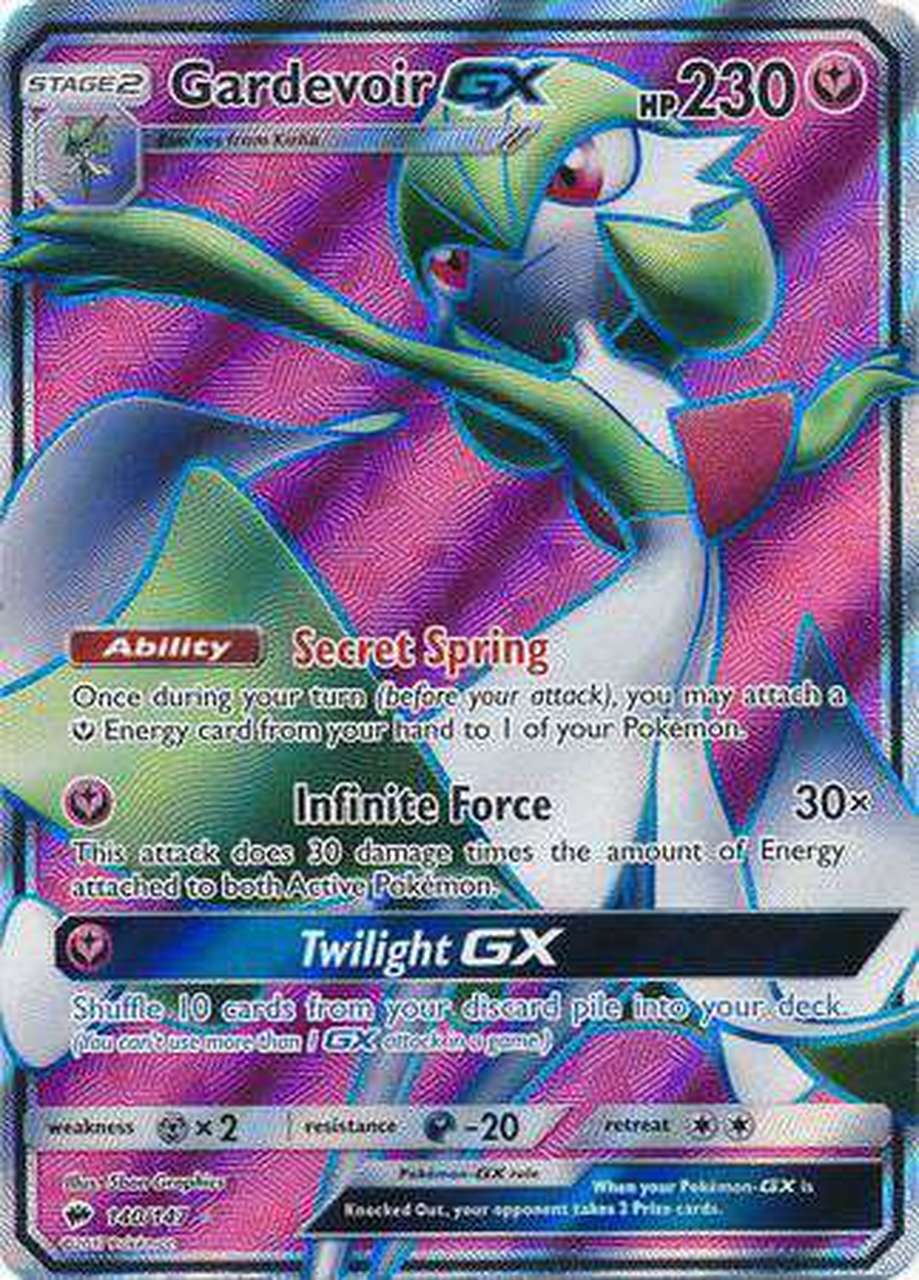 STAGE 2 Gardevoir GX HP 230
Evolves from Kirlia
Ability Secret Spring
Once during your turn (before your attack), you may attach a
Energy card from your hand to 1 of your Pokémon.
Infinite Force 30×
This attack does 30 damage times the amount of Energy
attached to both Active Pokémon.
Twilight GX
Shuffle 10 cards from your discard pile into your deck.
(You can't use more than 1 GX attack in a game.)
weakness × 2 resistance -20 retreat
Illus. 5ban Graphics
Pokémon-GX rule
When your Pokémon-GX is
Knocked Out, your opponent takes 2 Prize cards.
140/147